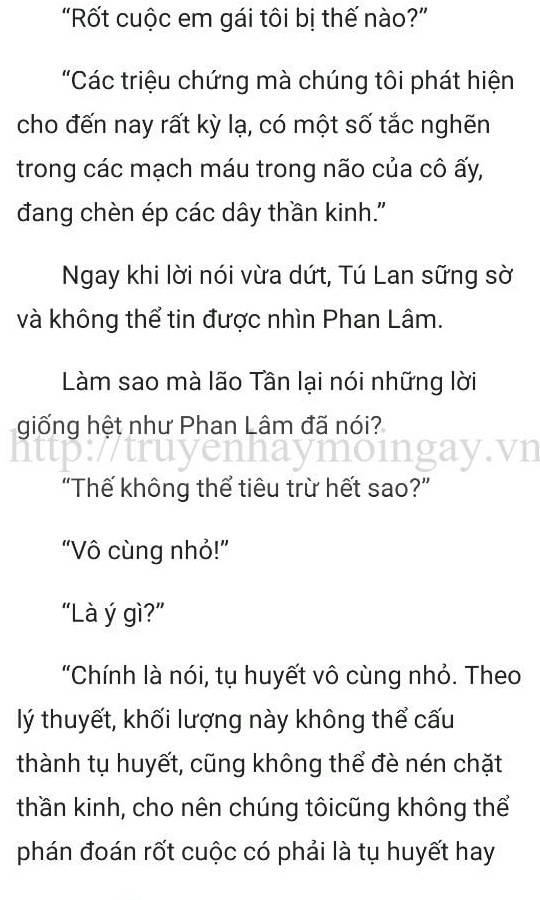 “Rốt cuộc em gái tôi bị thế nào?”
“Các triệu chứng mà chúng tôi phát hiện
cho đến nay rất kỳ lạ, có một số tắc nghẽn
trong các mạch máu trong não của cô ấy,
đang chèn ép các dây thần kinh.”
Ngay khi lời nói vừa dứt, Tú Lan sững sờ
và không thể tin được nhìn Phan Lâm.
Làm sao mà lão Tần lại nói những lời
giống hệt như Phan Lâm đã nói?
http://truyenhaymoingay.vn
“Thế không thể tiêu trừ hết sao?”
“Vô cùng nhỏ!”
“Là ý gì?”
“Chính là nói, tụ huyết vô cùng nhỏ. Theo
lý thuyết, khối lượng này không thể cấu
thành tụ huyết, cũng không thể đè nén chặt
thần kinh, cho nên chúng tôicũng không thể
phán đoán rốt cuộc có phải là tụ huyết hay